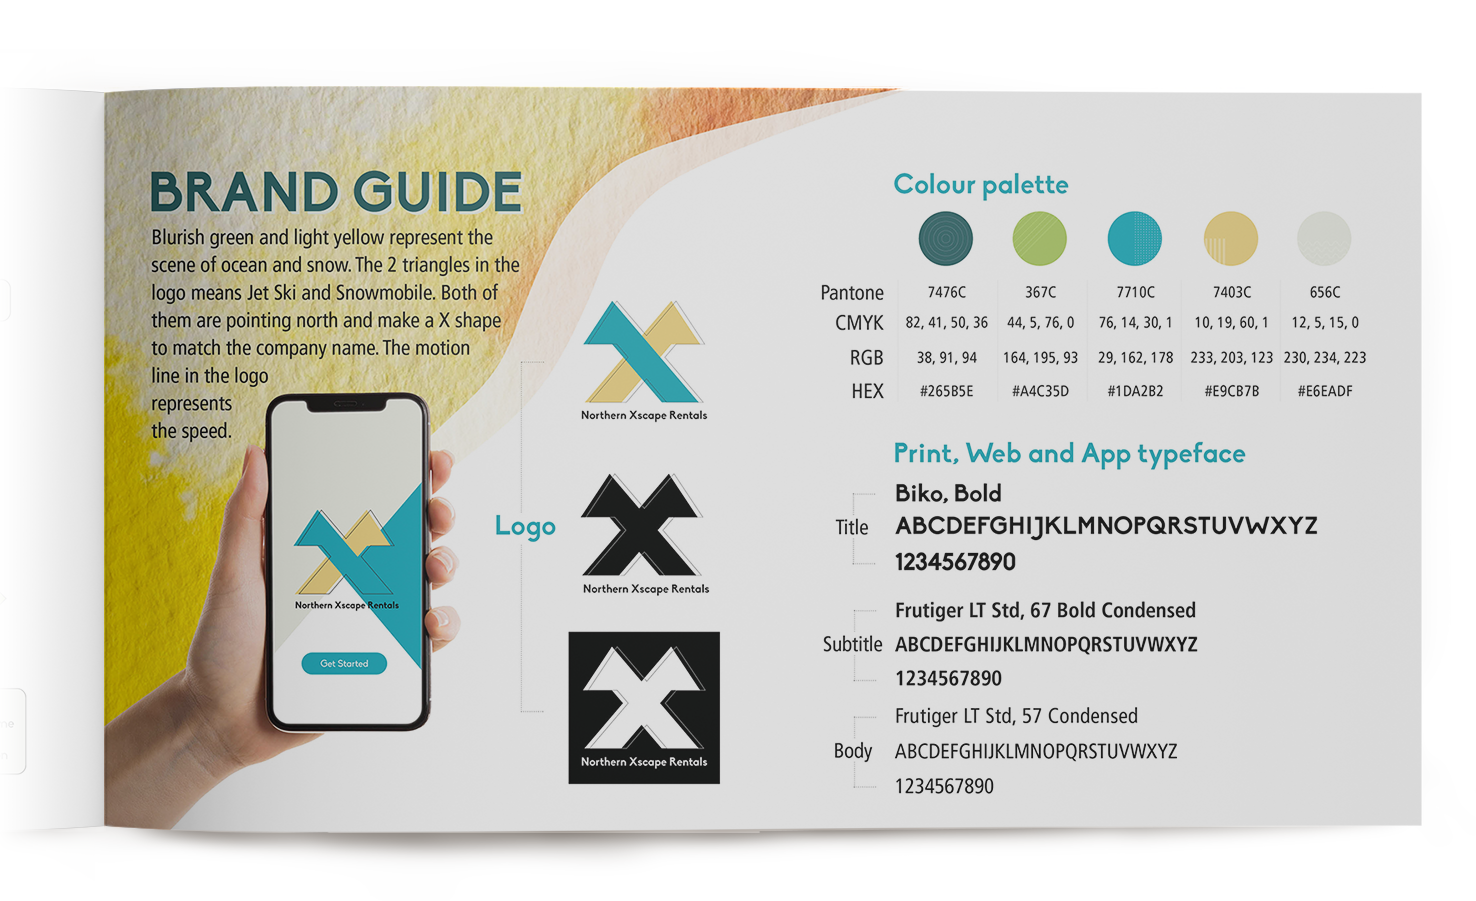 BRAND GUIDE
Blurish green and light yellow represent the
scene of ocean and snow. The 2 triangles in the
logo means Jet Ski and Snowmobile. Both of
them are pointing north and make a X shape
to match the company name. The motion
line in the logo
represents
the speed.
Northern Xscape Rentals
Get Started
Logo
Northern Xscape Rentals
Northern Xscape Rentals
Northern Xscape Rentals
Colour palette
Pantone 7476C 367C 7710C 7403C 656C
CMYK 82, 41, 50, 36 44, 5, 76, 0 76, 14, 30, 1 10, 19, 60, 1 12, 5, 15, 0
RGB 38, 91, 94 164, 195, 93 29, 162, 178 233, 203, 123 230, 234, 223
HEX #265B5E #A4C35D #1DA2B2 #E9CB7B #E6EADF
Print, Web and App typeface
Biko, Bold
Title ABCDEFGHIJKLMNOPQRSTUVWXYZ
1234567890
Frutiger LT Std, 67 Bold Condensed
Subtitle ABCDEFGHIJKLMNOPQRSTUVWXYZ
1234567890
Frutiger LT Std, 57 Condensed
Body ABCDEFGHIJKLMNOPQRSTUVWXYZ
1234567890